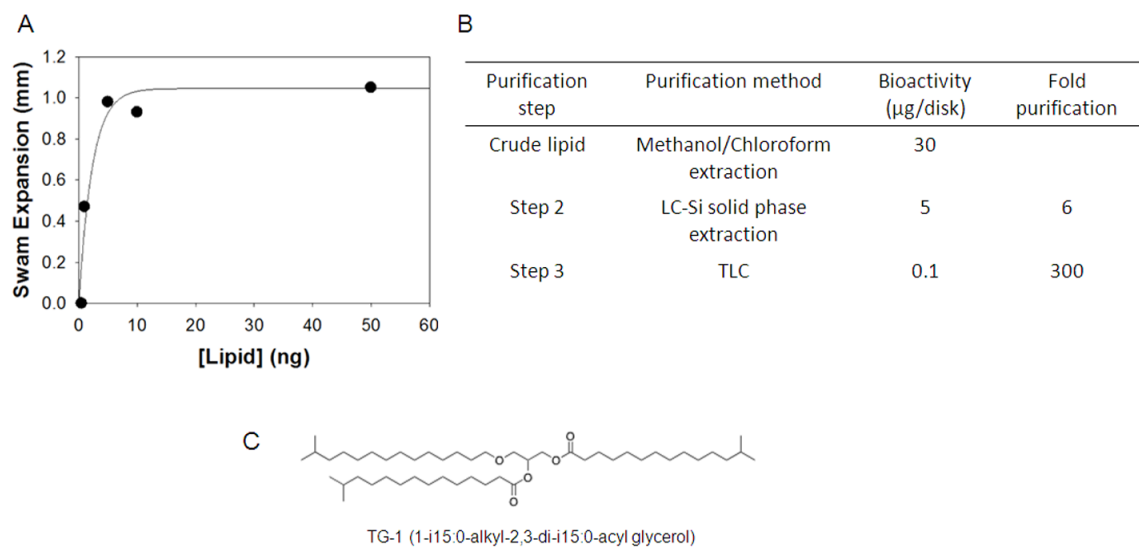 A
Swam Expansion (mm)
1.2
1.0
0.8
0.6
0.4
0.2
0.0
0 10 20 30 40 50 60
[Lipid] (ng)
B
Purification step Purification method Bioactivity (µg/disk) Fold purification
Crude lipid Methanol/Chloroform extraction 30
Step 2 LC-Si solid phase extraction 5 6
Step 3 TLC 0.1 300
C
O
O
O
O
O
TG-1 (1-i15:0-alkyl-2,3-di-i15:0-acyl glycerol)